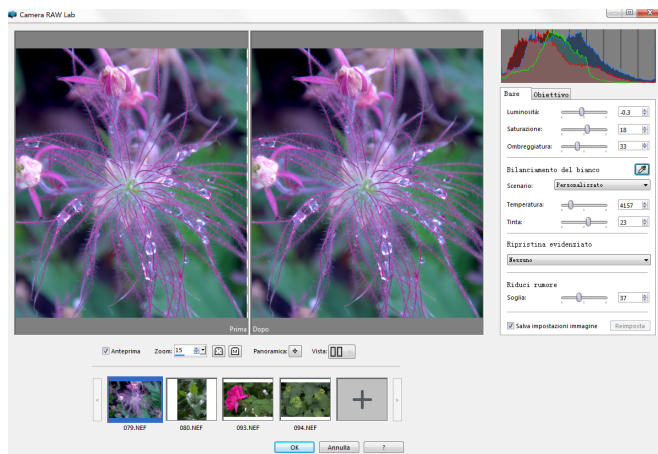 Camera RAW Lab
Prima Dopo
Base Obiettivo
Luminosità: -0.3
Saturazione: 18
Ombreggiatura: 33
Bilanciamento del bianco
Scenario: Personalizzato
Temperatura: 4157
Tinta: 23
Ripristina evidenziato
Nessuno
Riduci rumore
Soglia: 37
Salva impostazioni immagine Reimposta
Anteprima Zoom: 15 Panoramica: Vista:
079.NEF 080.NEF 093.NEF 094.NEF
OK Annulla ?